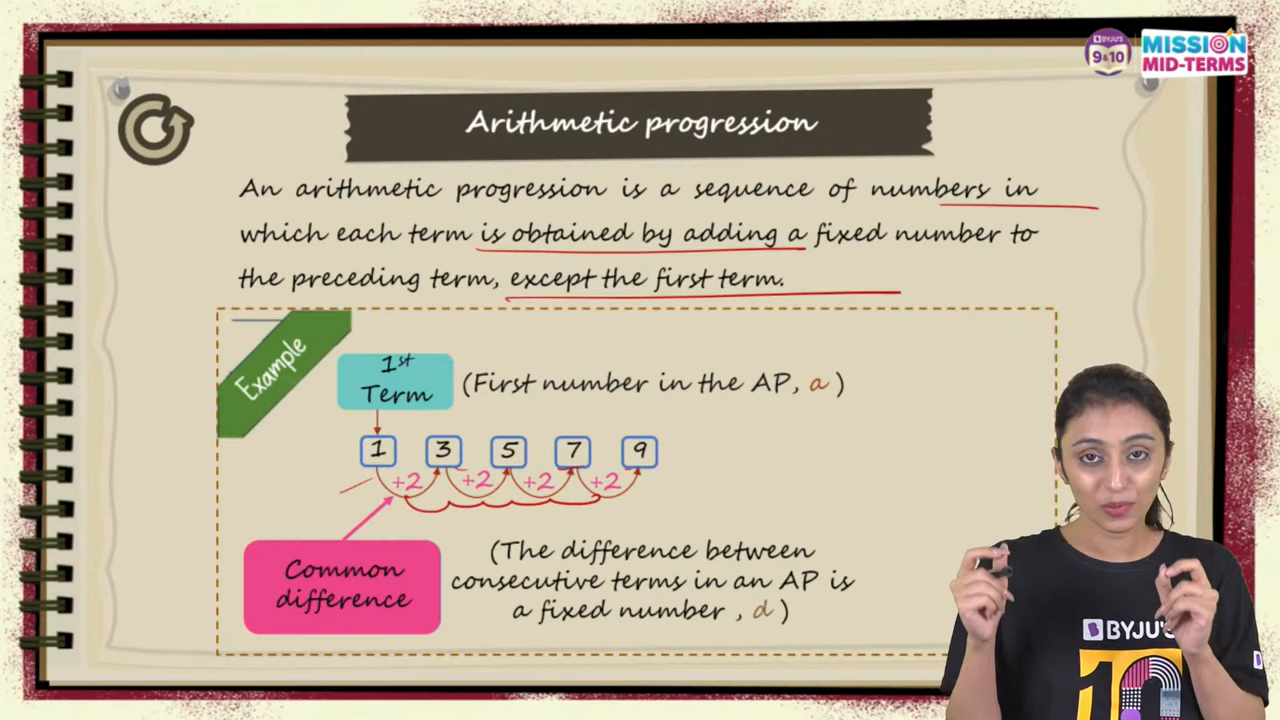 BYJU'S
9&10
MISSION
MID-TERMS
Arithmetic progression
An arithmetic progression is a sequence of numbers in
which each term is obtained by adding a fixed number to
the preceding term, except the first term.
Example
1st
Term
(First number in the AP, a)
1 3 5 7 9
+2 +2 +2 +2
Common
difference
(The difference between
consecutive terms in an AP is
a fixed number, d)
BYJU'S
10